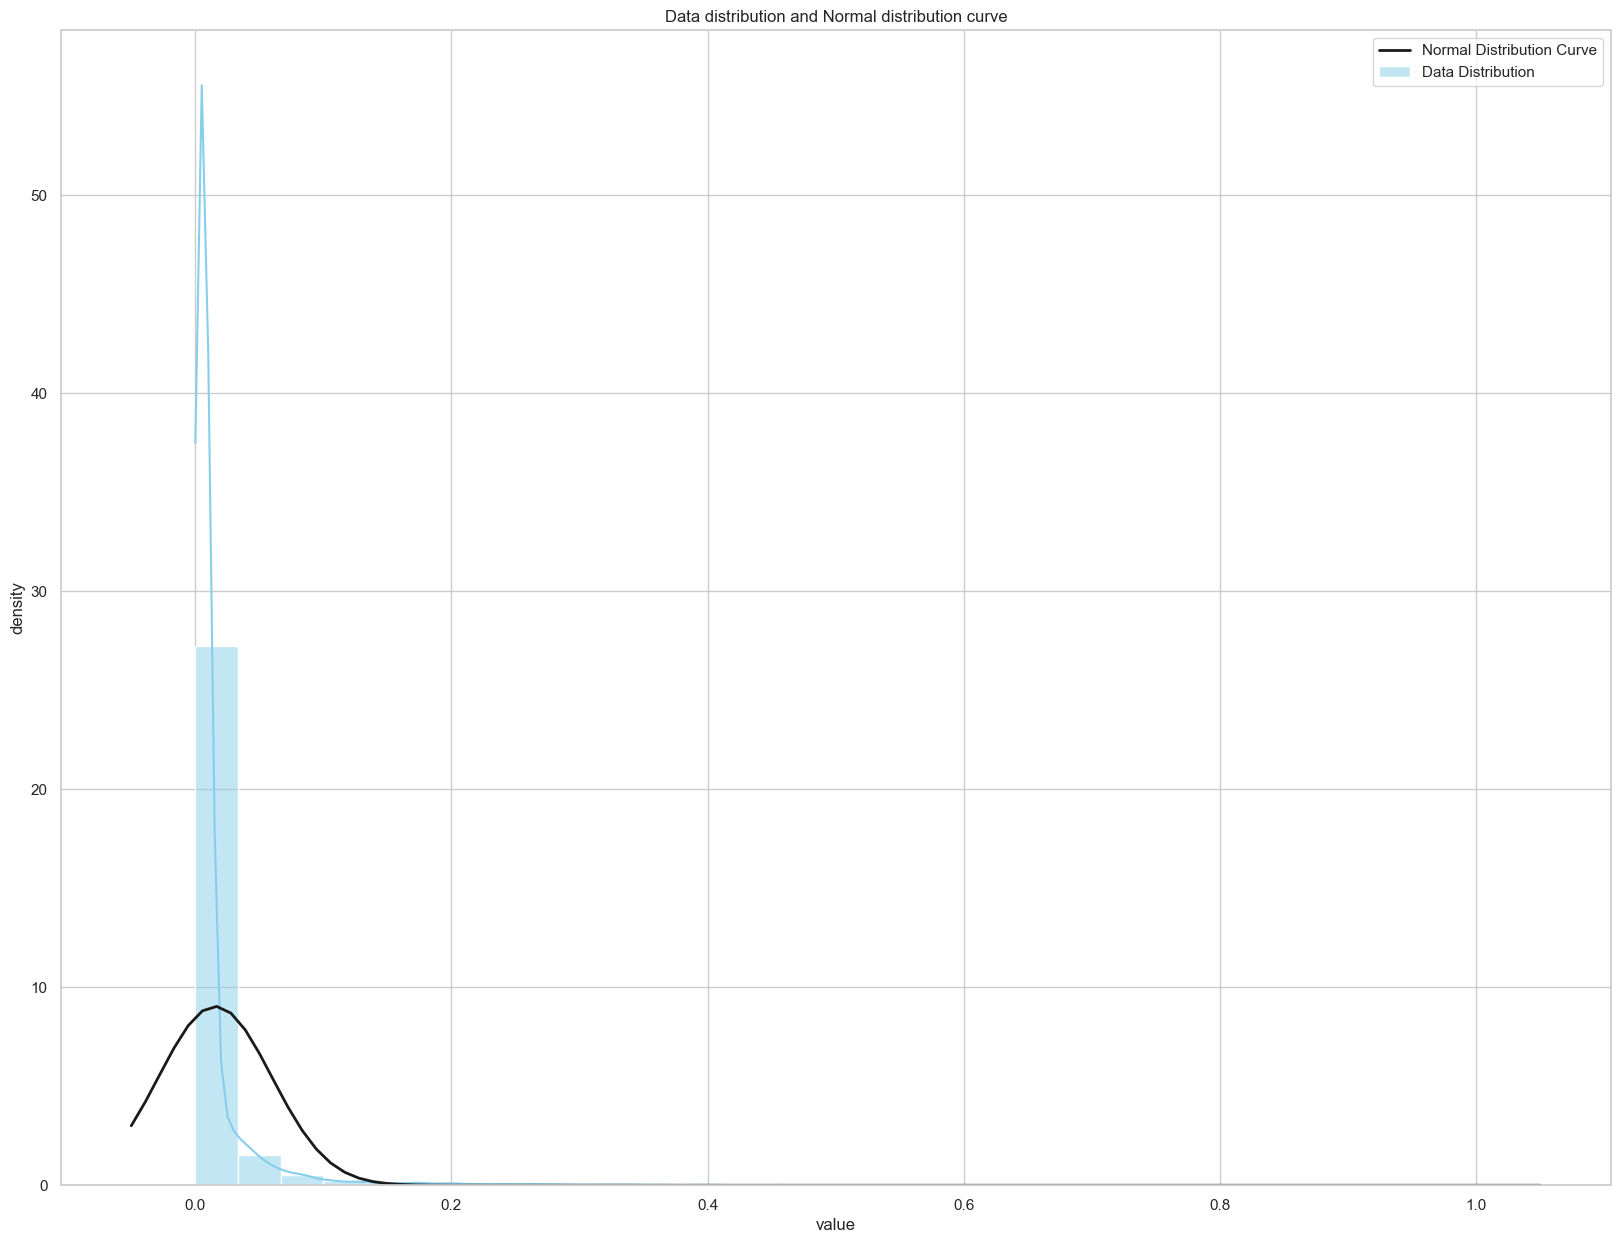 Data distribution and Normal distribution curve
Normal Distribution Curve
Data Distribution
density
50
40
30
20
10
0
0.0 0.2 0.4 0.6 0.8 1.0
value